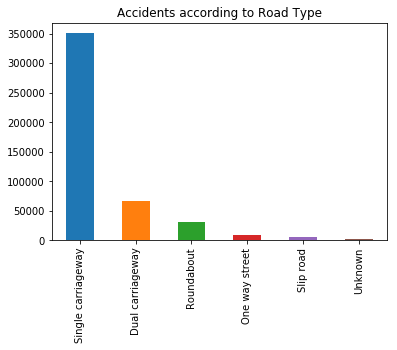 Accidents according to Road Type
350000
300000
250000
200000
150000
100000
50000
0
Single carriageway
Dual carriageway
Roundabout
One way street
Slip road
Unknown